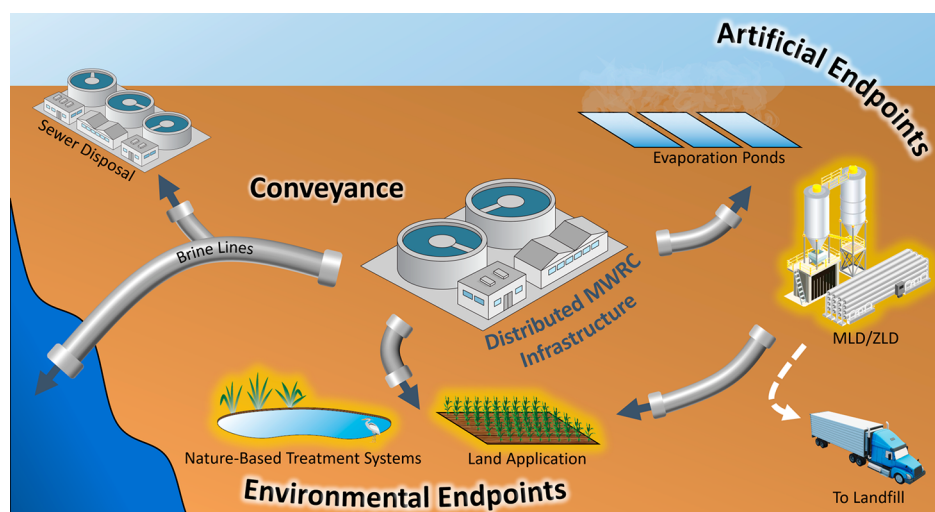 Artificial Endpoints
Sewer Disposal
Evaporation Ponds
Conveyance
Brine Lines
Distributed MWRC
Infrastructure
MLD/ZLD
Nature-Based Treatment Systems
Land Application
Environmental Endpoints
To Landfill